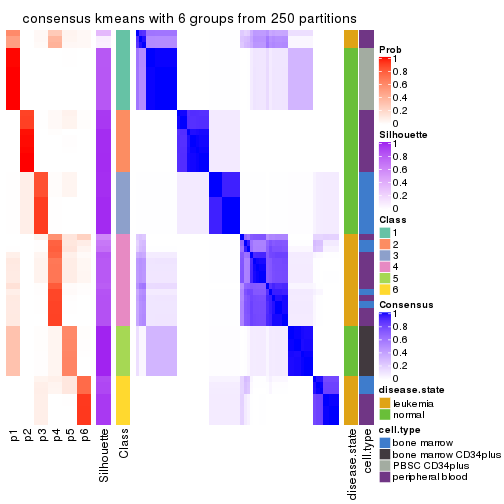 consensus kmeans with 6 groups from 250 partitions
Prob
1
0.8
0.6
0.4
0.2
0
Silhouette
1
0.8
0.6
0.4
0.2
0
Class
1
2
3
4
5
6
Consensus
1
0.8
0.6
0.4
0.2
0
disease.state
leukemia
normal
cell.type
bone marrow
bone marrow CD34plus
PBSC CD34plus
peripheral blood
p1
p2
p3
p4
p5
p6
Silhouette
Class
disease.state
cell.type